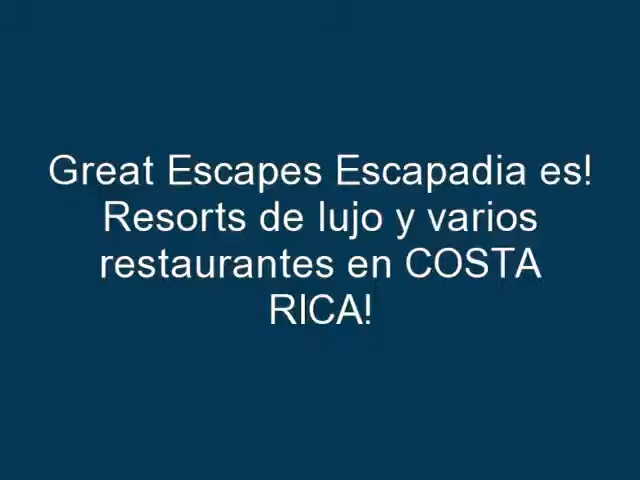 Great Escapes Escapadia es!
Resorts de lujo y varios
restaurantes en COSTA
RICA!